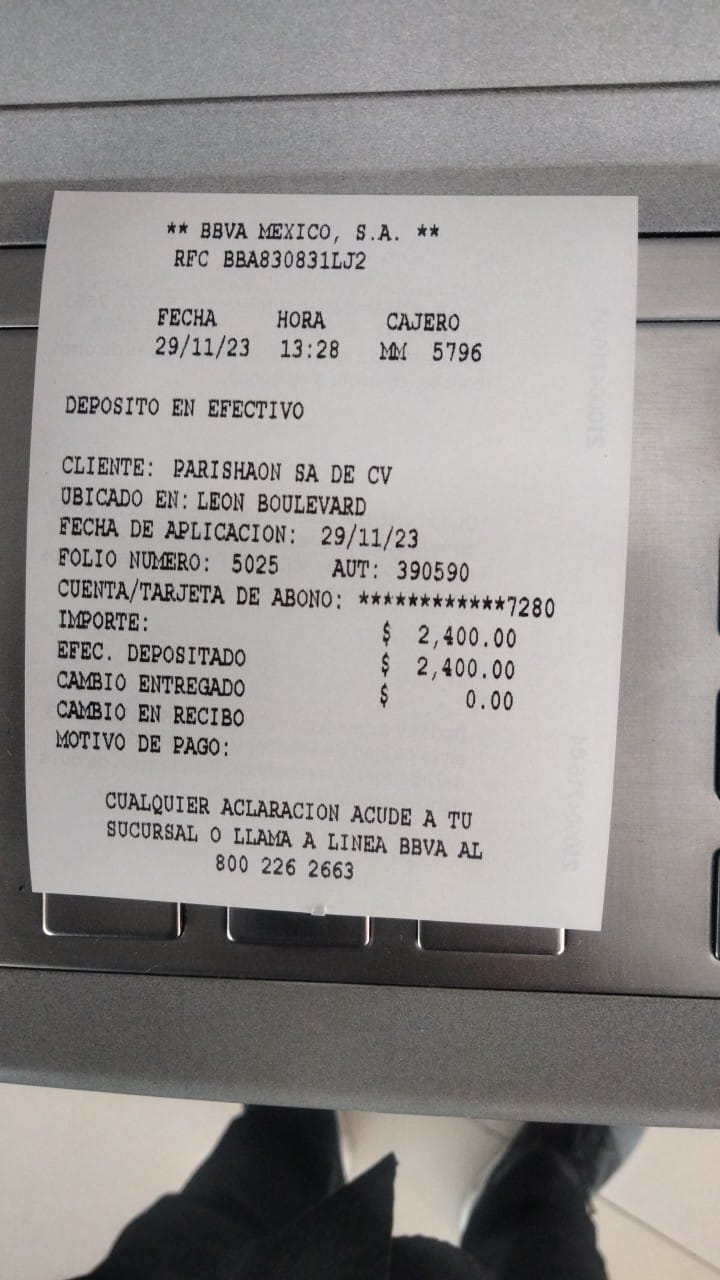 ** BBVA MEXICO, S.A. **
RFC BBA830831LJ2
FECHA HORA CAJERO
29/11/23 13:28 MM 5796
DEPOSITO EN EFECTIVO
CLIENTE: PARISHAON SA DE CV
UBICADO EN: LEON BOULEVARD
FECHA DE APLICACION: 29/11/23
FOLIO NUMERO: 5025 AUT: 390590
CUENTA/TARJETA DE ABONO: ************7280
IMPORTE: $ 2,400.00
EFEC. DEPOSITADO $ 2,400.00
CAMBIO ENTREGADO $ 0.00
CAMBIO EN RECIBO
MOTIVO DE PAGO:
CUALQUIER ACLARACION ACUDE A TU
SUCURSAL O LLAMA A LINEA BBVA AL
800 226 2663